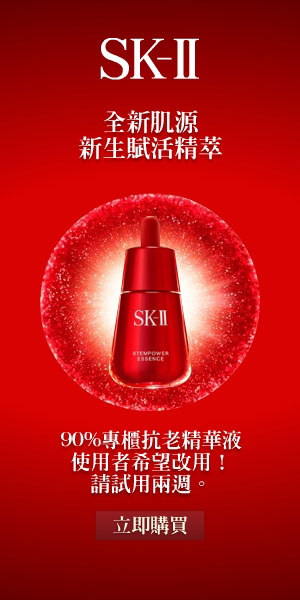 SK-II
全新肌源
新生賦活精萃
SK-II
STEMPOWER
ESSENCE
90%專櫃抗老精華液
使用者希望改用！
請試用兩週。
立即購買